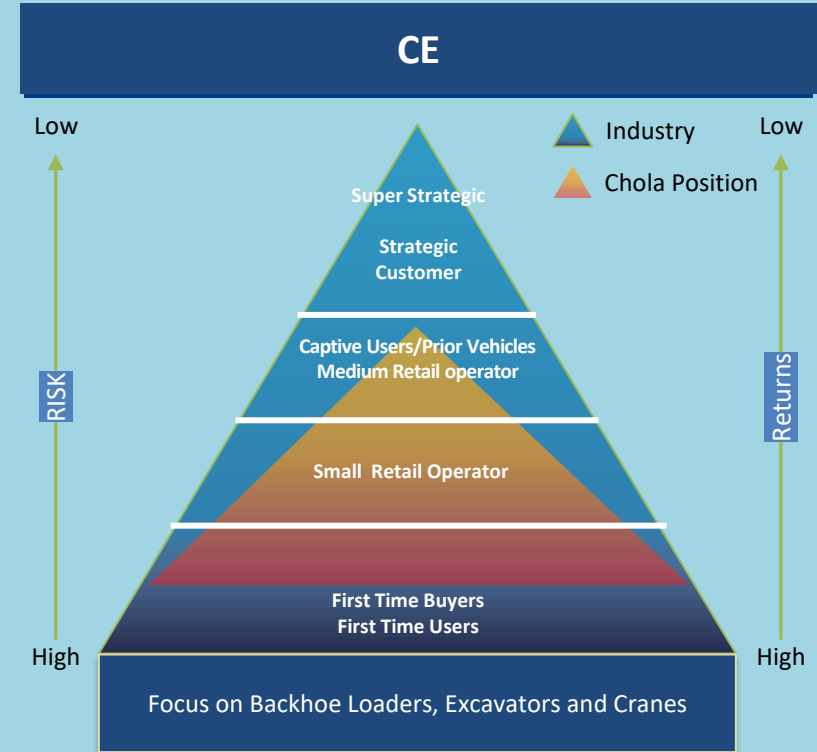 CE
Low
Industry
Low
Chola Position
Super Strategic
Strategic
Customer
Captive Users/Prior Vehicles
Medium Retail operator
RISK
Returns
Small Retail Operator
First Time Buyers
First Time Users
High
High
Focus on Backhoe Loaders, Excavators and Cranes